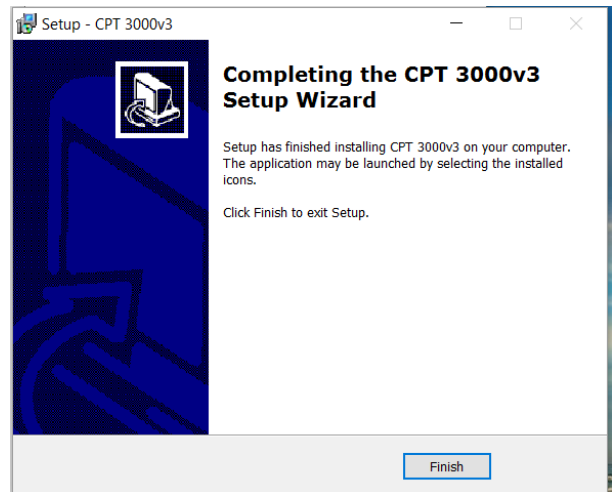 Setup - CPT 3000v3
Completing the CPT 3000v3
Setup Wizard
Setup has finished installing CPT 3000v3 on your computer.
The application may be launched by selecting the installed
icons.
Click Finish to exit Setup.
Finish